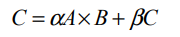 C = αA × B + βC